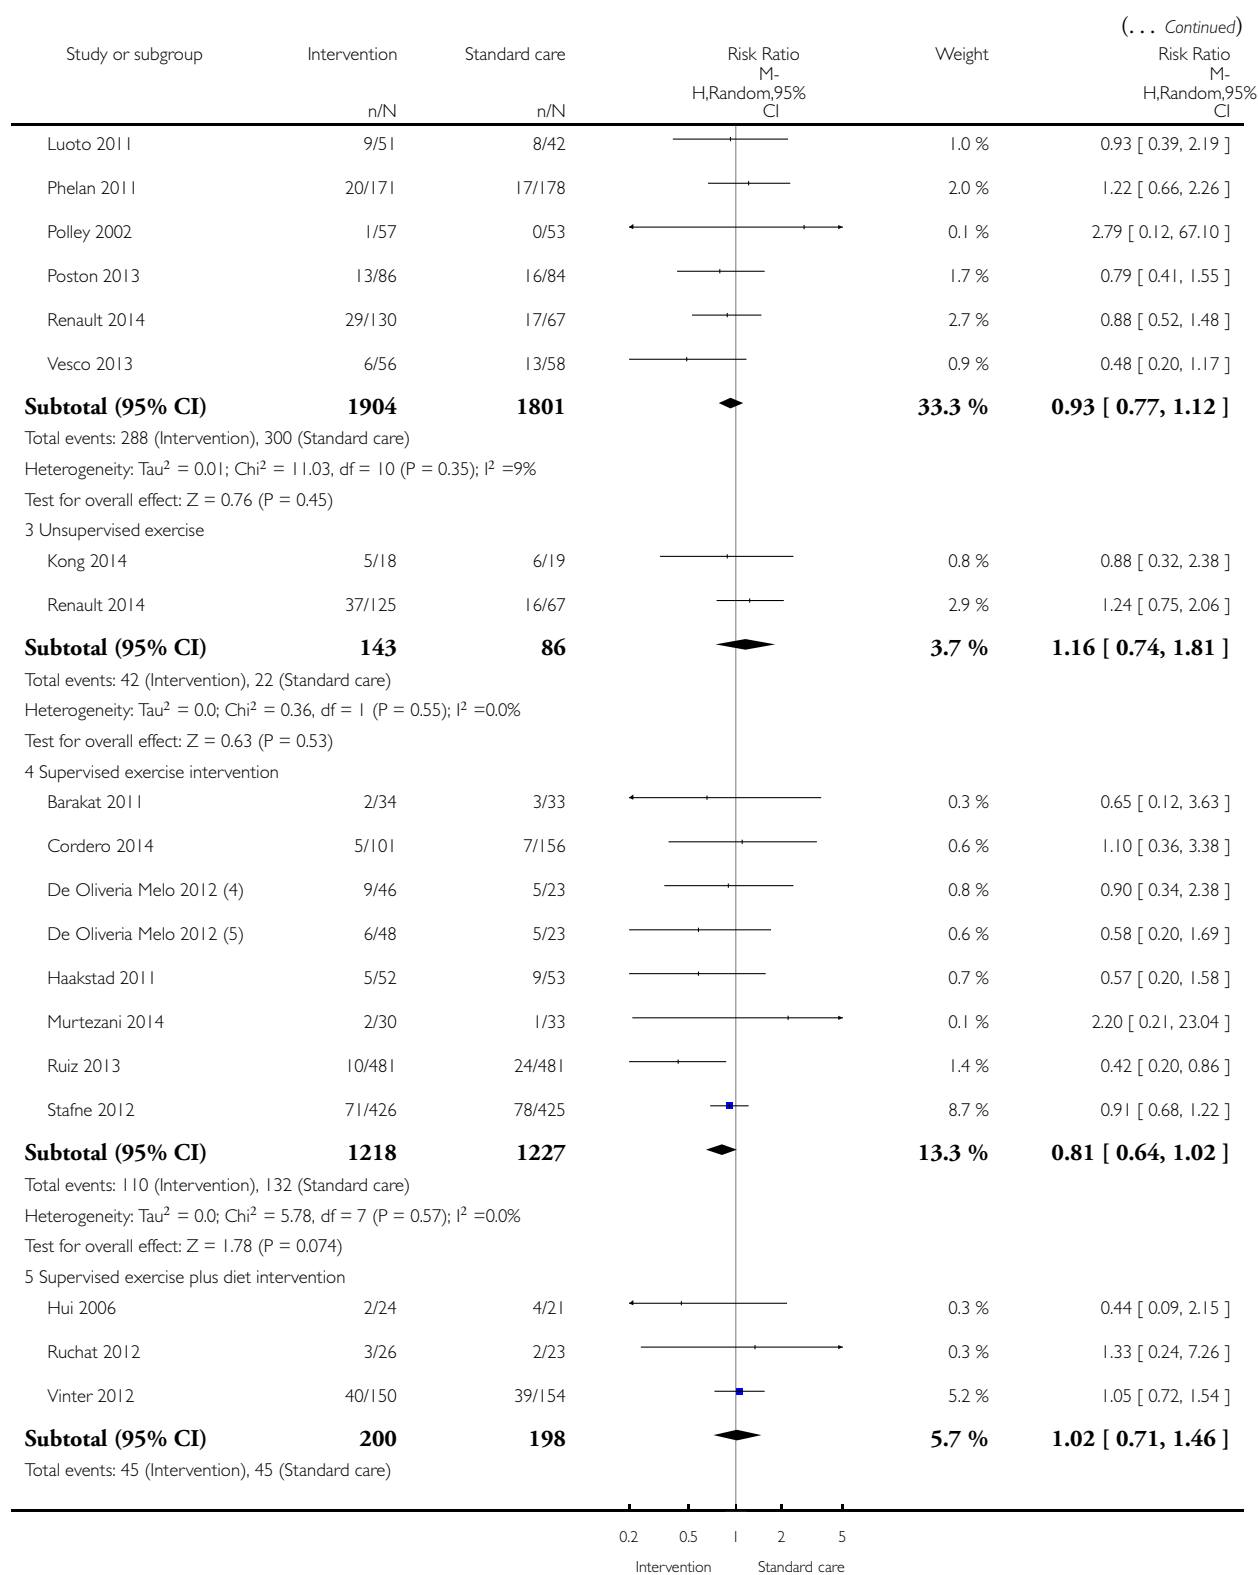 (... Continued)
Study or subgroup Intervention Standard care Risk Ratio Weight Risk Ratio
M- M-
H,Random,95% H,Random,95%
n/N n/N CI CI
Luoto 2011 9/51 8/42 1.0 % 0.93 [ 0.39, 2.19 ]
Phelan 2011 20/171 17/178 2.0 % 1.22 [ 0.66, 2.26 ]
Polley 2002 1/57 0/53 0.1 % 2.79 [ 0.12, 67.10 ]
Poston 2013 13/86 16/84 1.7 % 0.79 [ 0.41, 1.55 ]
Renault 2014 29/130 17/67 2.7 % 0.88 [ 0.52, 1.48 ]
Vesco 2013 6/56 13/58 0.9 % 0.48 [ 0.20, 1.17 ]
Subtotal (95% CI) 1904 1801 33.3 % 0.93 [ 0.77, 1.12 ]
Total events: 288 (Intervention), 300 (Standard care)
Heterogeneity: Tau² = 0.01; Chi² = 11.03, df = 10 (P = 0.35); I² =9%
Test for overall effect: Z = 0.76 (P = 0.45)
3 Unsupervised exercise
Kong 2014 5/18 6/19 0.8 % 0.88 [ 0.32, 2.38 ]
Renault 2014 37/125 16/67 2.9 % 1.24 [ 0.75, 2.06 ]
Subtotal (95% CI) 143 86 3.7 % 1.16 [ 0.74, 1.81 ]
Total events: 42 (Intervention), 22 (Standard care)
Heterogeneity: Tau² = 0.0; Chi² = 0.36, df = 1 (P = 0.55); I² =0.0%
Test for overall effect: Z = 0.63 (P = 0.53)
4 Supervised exercise intervention
Barakat 2011 2/34 3/33 0.3 % 0.65 [ 0.12, 3.63 ]
Cordero 2014 5/101 7/156 0.6 % 1.10 [ 0.36, 3.38 ]
De Oliveria Melo 2012 (4) 9/46 5/23 0.8 % 0.90 [ 0.34, 2.38 ]
De Oliveria Melo 2012 (5) 6/48 5/23 0.6 % 0.58 [ 0.20, 1.69 ]
Haakstad 2011 5/52 9/53 0.7 % 0.57 [ 0.20, 1.58 ]
Murtezani 2014 2/30 1/33 0.1 % 2.20 [ 0.21, 23.04 ]
Ruiz 2013 10/481 24/481 1.4 % 0.42 [ 0.20, 0.86 ]
Stafne 2012 71/426 78/425 8.7 % 0.91 [ 0.68, 1.22 ]
Subtotal (95% CI) 1218 1227 13.3 % 0.81 [ 0.64, 1.02 ]
Total events: 110 (Intervention), 132 (Standard care)
Heterogeneity: Tau² = 0.0; Chi² = 5.78, df = 7 (P = 0.57); I² =0.0%
Test for overall effect: Z = 1.78 (P = 0.074)
5 Supervised exercise plus diet intervention
Hui 2006 2/24 4/21 0.3 % 0.44 [ 0.09, 2.15 ]
Ruchat 2012 3/26 2/23 0.3 % 1.33 [ 0.24, 7.26 ]
Vinter 2012 40/150 39/154 5.2 % 1.05 [ 0.72, 1.54 ]
Subtotal (95% CI) 200 198 5.7 % 1.02 [ 0.71, 1.46 ]
Total events: 45 (Intervention), 45 (Standard care)
0.2 0.5 1 2 5
Intervention Standard care